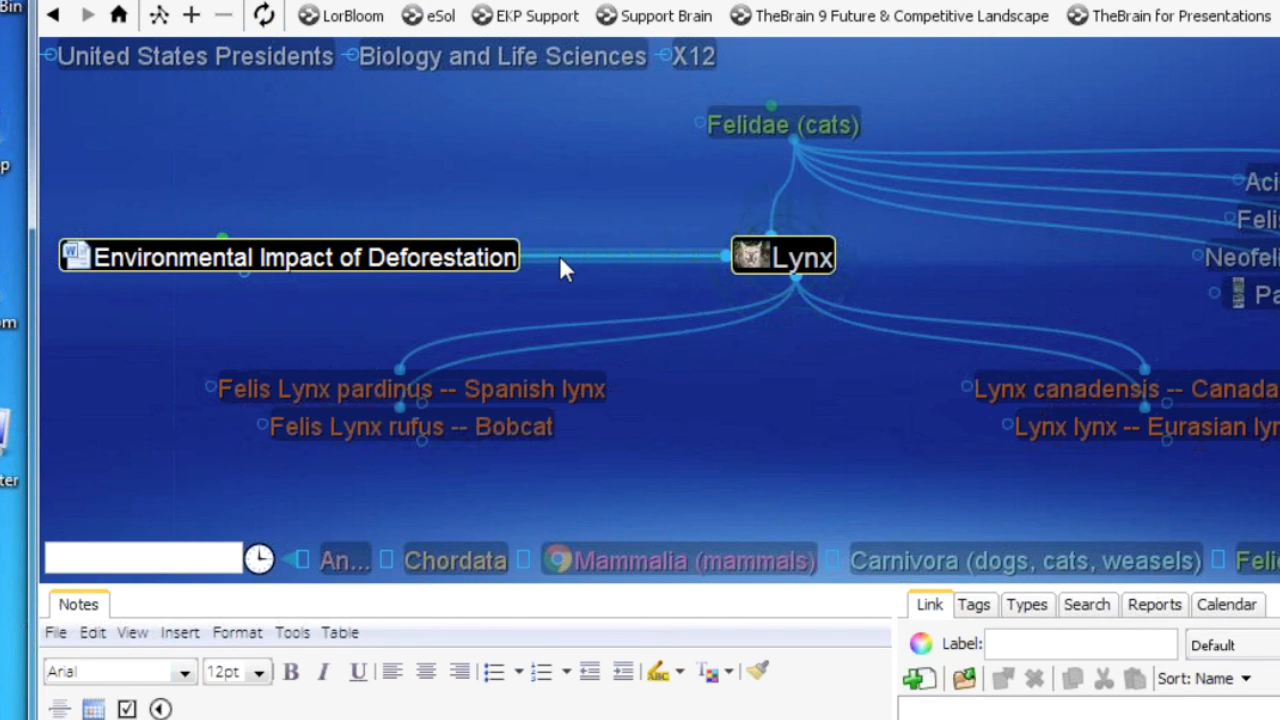 Bin
LorBloom eSol EKP Support Support Brain TheBrain 9 Future & Competitive Landscape TheBrain for Presentations
United States Presidents Biology and Life Sciences X12
Felidae (cats)
Environmental Impact of Deforestation
Lynx
Felis Lynx pardinus -- Spanish lynx
Felis Lynx rufus -- Bobcat
Lynx canadensis -- Canada
Lynx lynx -- Eurasian
An... Chordata Mammalia (mammals) Carnivora (dogs, cats, weasels)
Notes
File Edit View Insert Format Tools Table
Arial 12pt B I U
Link Tags Types Search Reports Calendar
Label: Default
Sort: Name